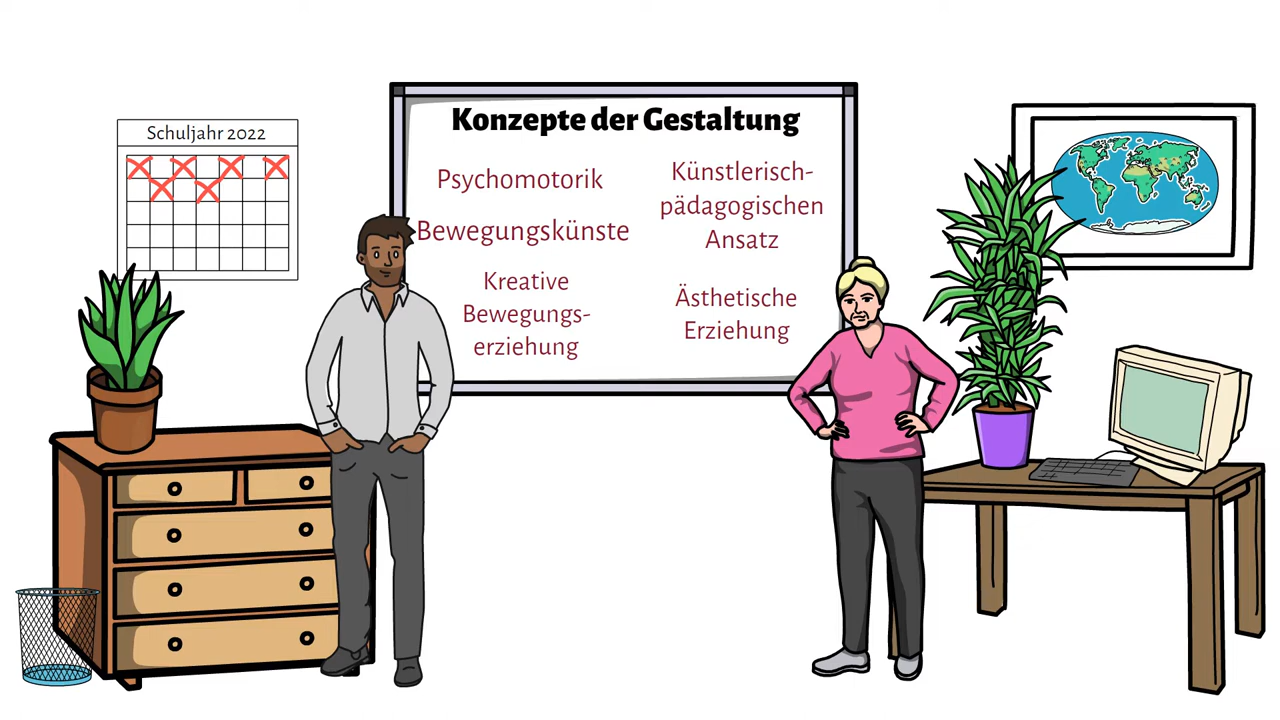 Schuljahr 2022
Konzepte der Gestaltung
Psychomotorik
Bewegungskünste
Kreative
Bewegungs-
erziehung
Künstlerisch-
pädagogischen
Ansatz
Ästhetische
Erziehung